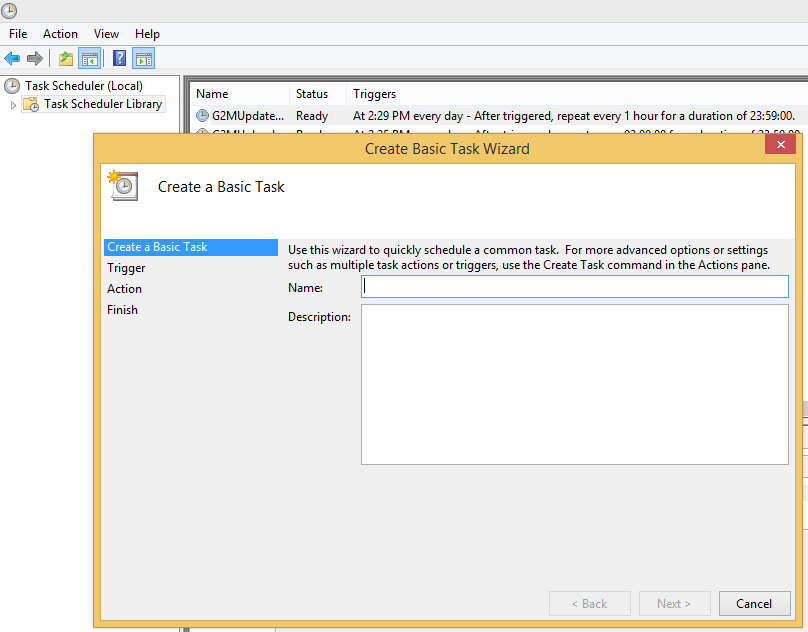 File Action View Help
Task Scheduler (Local)
Task Scheduler Library
Name Status Triggers
G2MUpdate... Ready At 2:29 PM every day - After triggered, repeat every 1 hour for a duration of 23:59:00.
Create Basic Task Wizard
Create a Basic Task
Create a Basic Task
Trigger
Action
Finish
Use this wizard to quickly schedule a common task. For more advanced options or settings
such as multiple task actions or triggers, use the Create Task command in the Actions pane.
Name:
Description:
< Back Next > Cancel